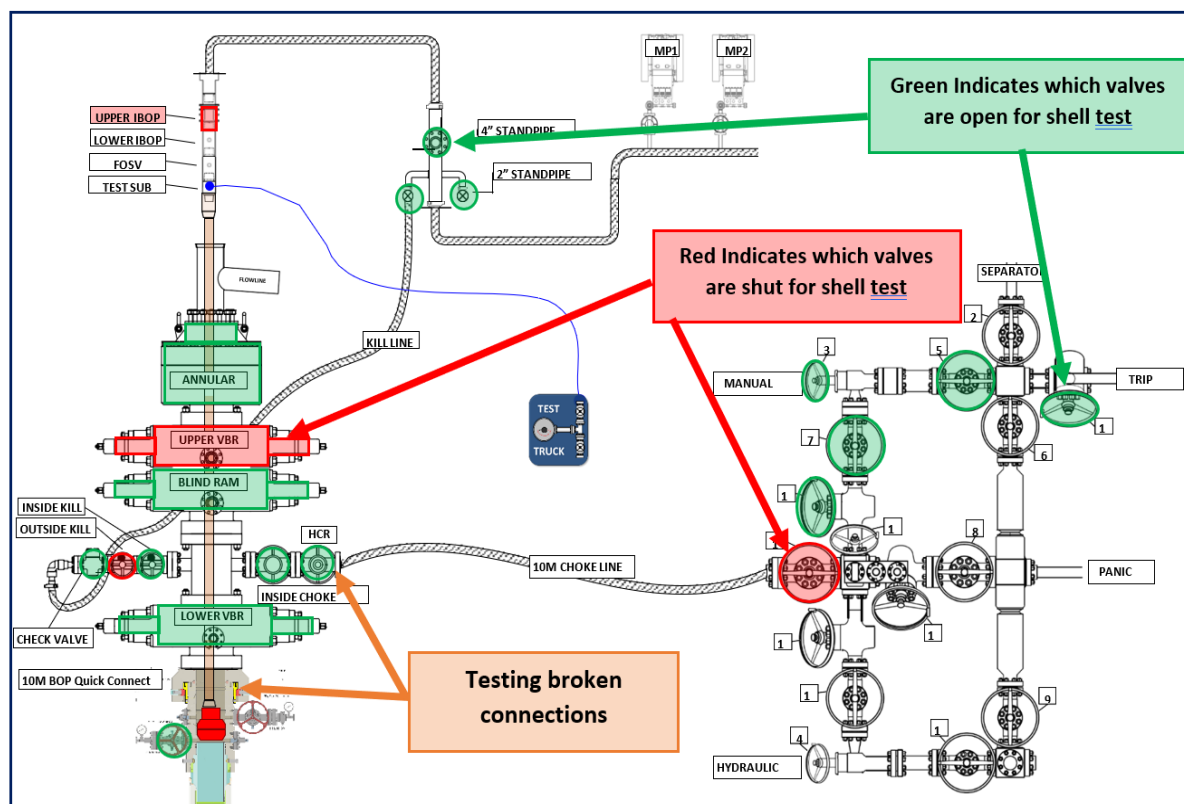 MP1
MP2
Green Indicates which valves
are open for shell test
UPPER IBOP
LOWER IBOP
FOSV
TEST SUB
4" STANDPIPE
2" STANDPIPE
Red Indicates which valves
are shut for shell test
FLOWLINE
SEPARATOR
2
KILL LINE
3
5
MANUAL
TRIP
ANNULAR
1
TEST
TRUCK
UPPER VBR
7
6
BLIND RAM
INSIDE KILL
1
1
OUTSIDE KILL
HCR
8
10M CHOKE LINE
PANIC
INSIDE CHOKE
LOWER VBR
1
1
CHECK VALVE
10M BOP Quick Connect
Testing broken
connections
1
9
4
1
HYDRAULIC